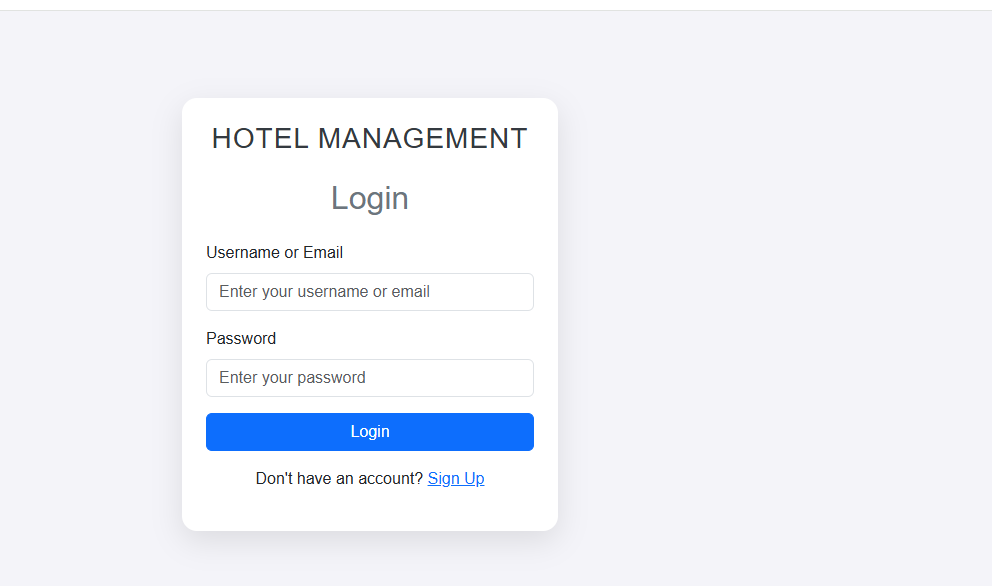 HOTEL MANAGEMENT
Login
Username or Email
Enter your username or email
Password
Enter your password
Login
Don't have an account? Sign Up